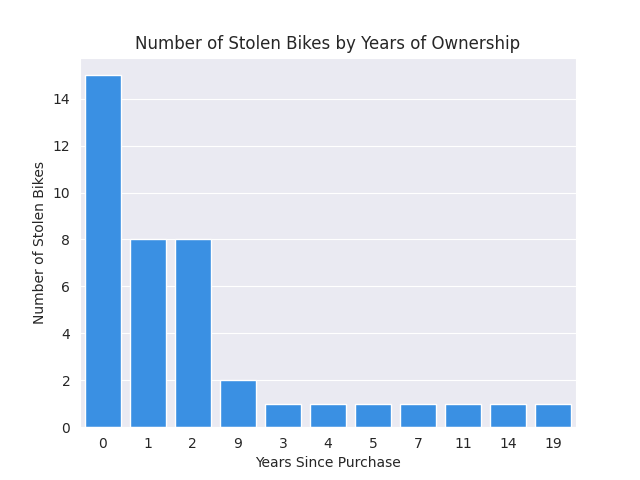 Number of Stolen Bikes by Years of Ownership
Number of Stolen Bikes
14
12
10
8
6
4
2
0
0 1 2 9 3 4 5 7 11 14 19
Years Since Purchase